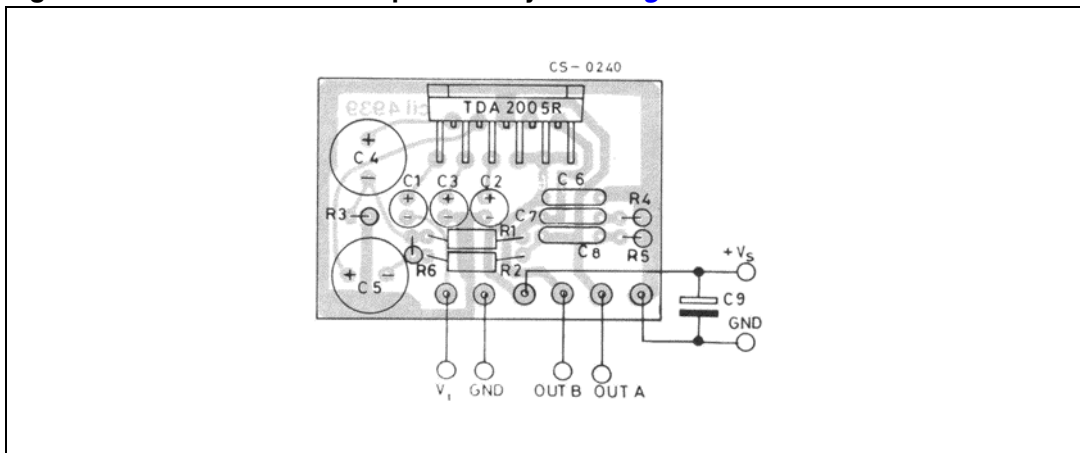 CS-0240
TDA 2005R
C4
C1 C3 C2
C6
R3
C7
R4
R1
R6
R2
C8
R5
C5
+Vs
C9
GND
Vi GND OUT B OUT A